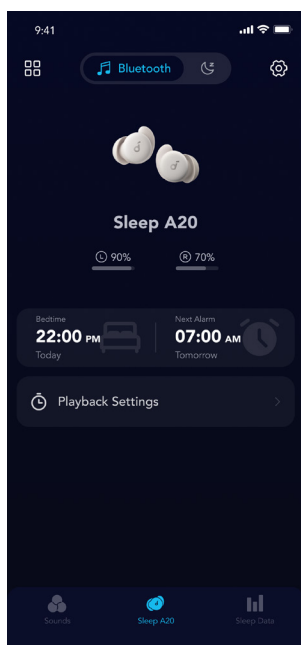 9:41
Bluetooth
Sleep A20
L 90% R 70%
Bedtime Next Alarm
22:00 PM 07:00 AM
Today Tomorrow
Playback Settings
Sounds Sleep A20 Sleep Data